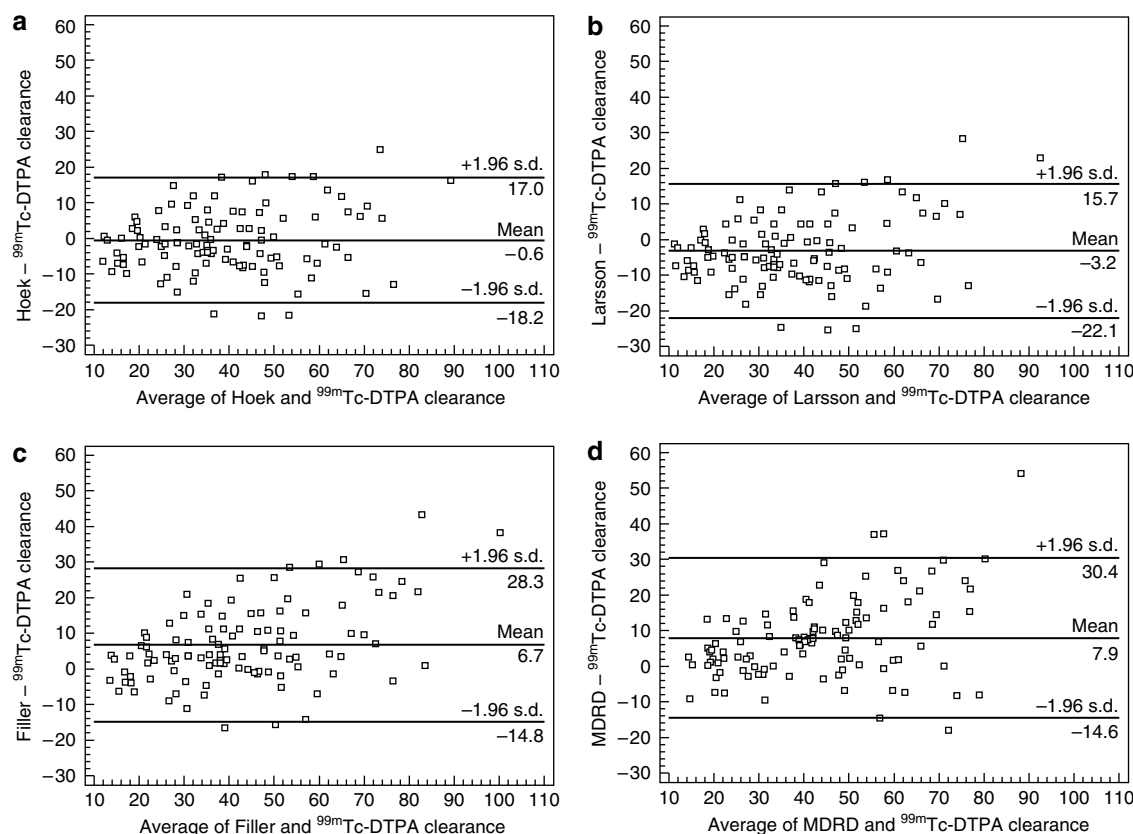 a
Hoek – 99mTc-DTPA clearance
60
50
40
30
20
10
0
–10
–20
–30
+1.96 s.d.
17.0
Mean
–0.6
–1.96 s.d.
–18.2
10 20 30 40 50 60 70 80 90 100 110
Average of Hoek and 99mTc-DTPA clearance
b
Larsson – 99mTc-DTPA clearance
60
50
40
30
20
10
0
–10
–20
–30
+1.96 s.d.
15.7
Mean
–3.2
–1.96 s.d.
–22.1
10 20 30 40 50 60 70 80 90 100 110
Average of Larsson and 99mTc-DTPA clearance
c
Filler – 99mTc-DTPA clearance
60
50
40
30
20
10
0
–10
–20
–30
+1.96 s.d.
28.3
Mean
6.7
–1.96 s.d.
–14.8
10 20 30 40 50 60 70 80 90 100 110
Average of Filler and 99mTc-DTPA clearance
d
MDRD – 99mTc-DTPA clearance
60
50
40
30
20
10
0
–10
–20
–30
+1.96 s.d.
30.4
Mean
7.9
–1.96 s.d.
–14.6
10 20 30 40 50 60 70 80 90 100 110
Average of MDRD and 99mTc-DTPA clearance